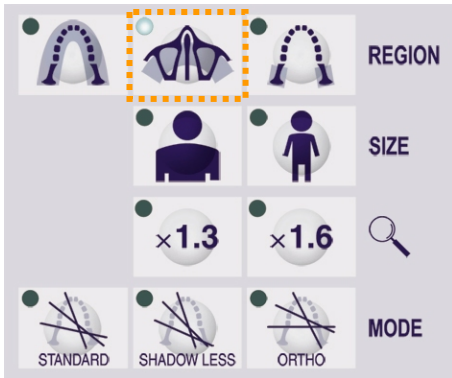 REGION
SIZE
×1.3 ×1.6
STANDARD SHADOW LESS ORTHO MODE